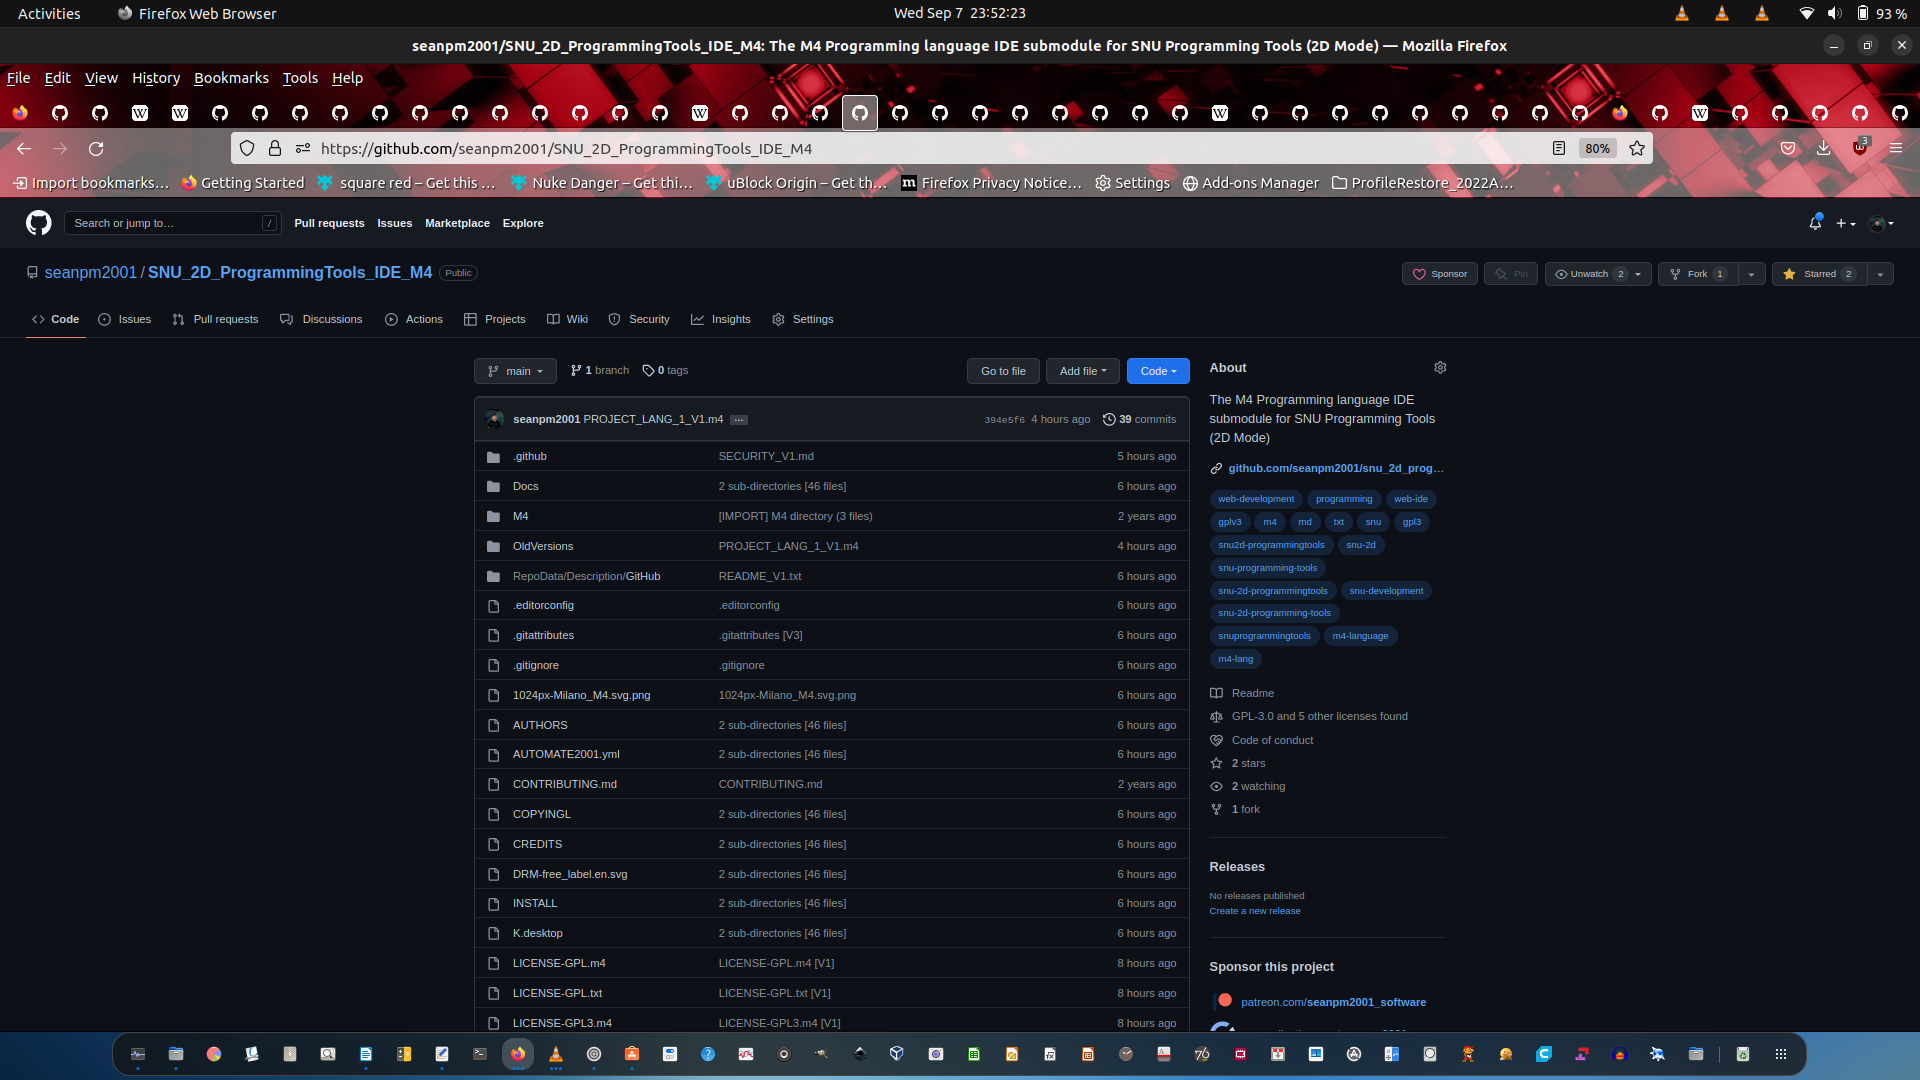 Activities
Firefox Web Browser
Wed Sep 7 23:52:23
93 %
seanpm2001/SNU_2D_ProgrammingTools_IDE_M4: The M4 Programming language IDE submodule for SNU Programming Tools (2D Mode) — Mozilla Firefox
File Edit View History Bookmarks Tools Help
https://github.com/seanpm2001/SNU_2D_ProgrammingTools_IDE_M4
80%
3
Import bookmarks…
Getting Started
square red – Get this …
Nuke Danger – Get thi…
uBlock Origin – Get th…
Firefox Privacy Notice…
Settings
Add-ons Manager
ProfileRestore_2022A…
Search or jump to…
/
Pull requests Issues Marketplace Explore
seanpm2001 / SNU_2D_ProgrammingTools_IDE_M4 Public
Sponsor
Pin
Unwatch 2
Fork 1
Starred 2
Code
Issues
Pull requests
Discussions
Actions
Projects
Wiki
Security
Insights
Settings
main
1 branch
0 tags
Go to file
Add file
Code
seanpm2001 PROJECT_LANG_1_V1.m4 …
394e5f6 4 hours ago
39 commits
.github SECURITY_V1.md 5 hours ago
Docs 2 sub-directories [46 files] 6 hours ago
M4 [IMPORT] M4 directory (3 files) 2 years ago
OldVersions PROJECT_LANG_1_V1.m4 4 hours ago
RepoData/Description/GitHub README_V1.txt 6 hours ago
.editorconfig .editorconfig 6 hours ago
.gitattributes .gitattributes [V3] 6 hours ago
.gitignore .gitignore 6 hours ago
1024px-Milano_M4.svg.png 1024px-Milano_M4.svg.png 6 hours ago
AUTHORS 2 sub-directories [46 files] 6 hours ago
AUTOMATE2001.yml 2 sub-directories [46 files] 6 hours ago
CONTRIBUTING.md CONTRIBUTING.md 2 years ago
COPYINGL 2 sub-directories [46 files] 6 hours ago
CREDITS 2 sub-directories [46 files] 6 hours ago
DRM-free_label.en.svg 2 sub-directories [46 files] 6 hours ago
INSTALL 2 sub-directories [46 files] 6 hours ago
K.desktop 2 sub-directories [46 files] 6 hours ago
LICENSE-GPL.m4 LICENSE-GPL.m4 [V1] 8 hours ago
LICENSE-GPL.txt LICENSE-GPL.txt [V1] 8 hours ago
LICENSE-GPL3.m4 LICENSE-GPL3.m4 [V1] 8 hours ago
About
The M4 Programming language IDE
submodule for SNU Programming Tools
(2D Mode)
github.com/seanpm2001/snu_2d_prog…
web-development programming web-ide
gplv3 m4 md txt snu gpl3
snu2d-programmingtools snu-2d
snu-programming-tools
snu-2d-programmingtools snu-development
snu-2d-programming-tools
snuprogrammingtools m4-language
m4-lang
Readme
GPL-3.0 and 5 other licenses found
Code of conduct
2 stars
2 watching
1 fork
Releases
No releases published
Create a new release
Sponsor this project
patreon.com/seanpm2001_software